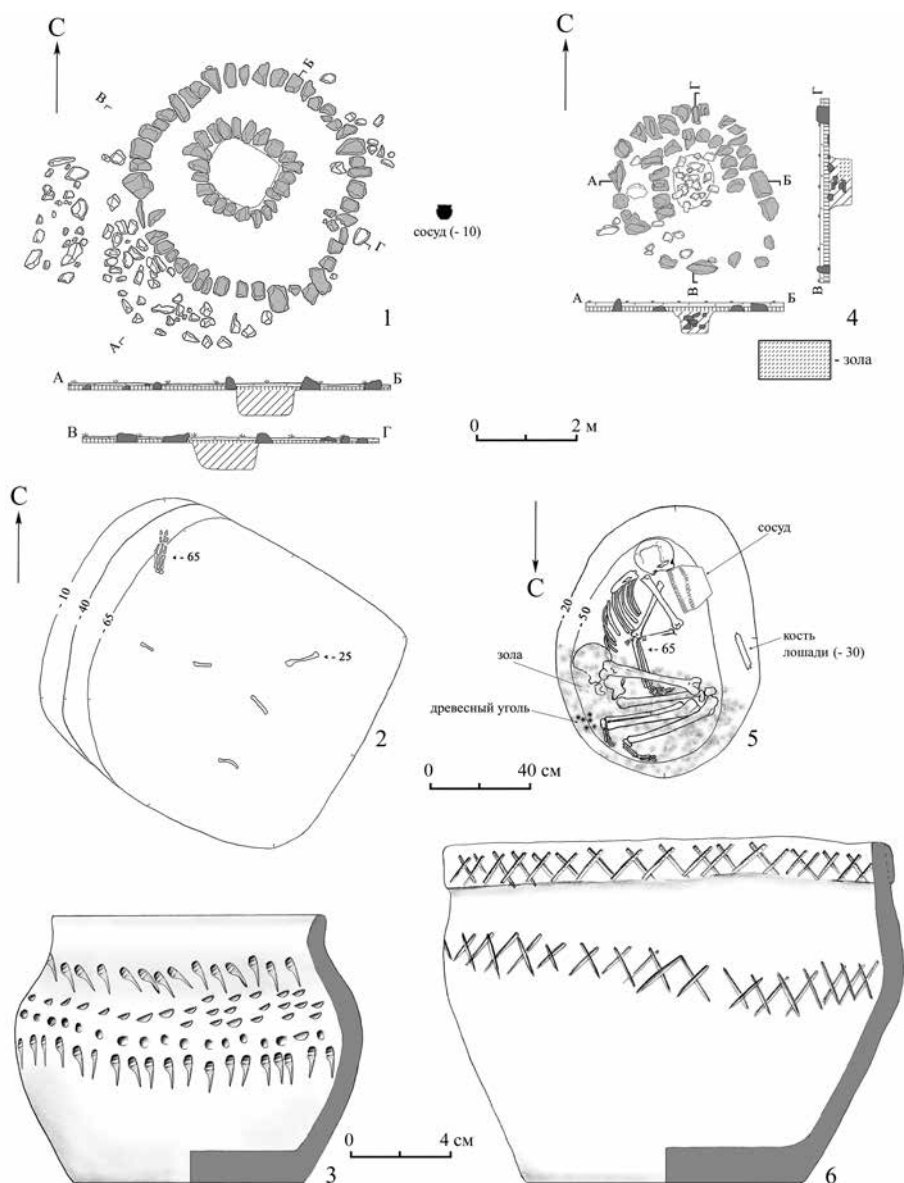 С
Б
В
Г
А
сосуд (- 10)
1
А
Б
В
Г
С
Г
А
Б
В
Г
В
А
Б
4
- зола
0 2 м
С
- 10
- 40
- 65
- 65
- 25
2
С
- 20
- 50
сосуд
- 65
зола
кость
лошади (- 30)
древесный уголь
5
0 40 см
3
0 4 см
6